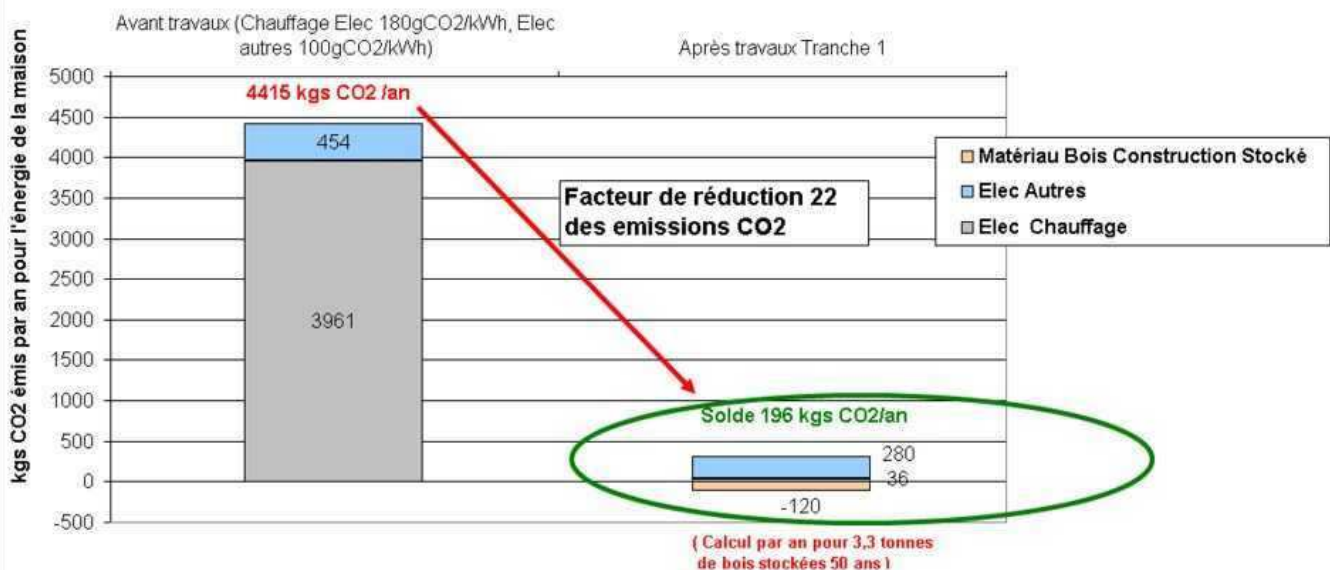 Avant travaux (Chauffage Elec 180gCO2/kWh, Elec
autres 100gCO2/kWh)
Après travaux Tranche 1
kgs CO2 émis par an pour l'énergie de la maison
5000
4500
4000
3500
3000
2500
2000
1500
1000
500
0
-500
4415 kgs CO2 /an
454
3961
Facteur de réduction 22
des emissions CO2
Matériau Bois Construction Stocké
Elec Autres
Elec Chauffage
Solde 196 kgs CO2/an
280
36
-120
( Calcul par an pour 3,3 tonnes
de bois stockées 50 ans )